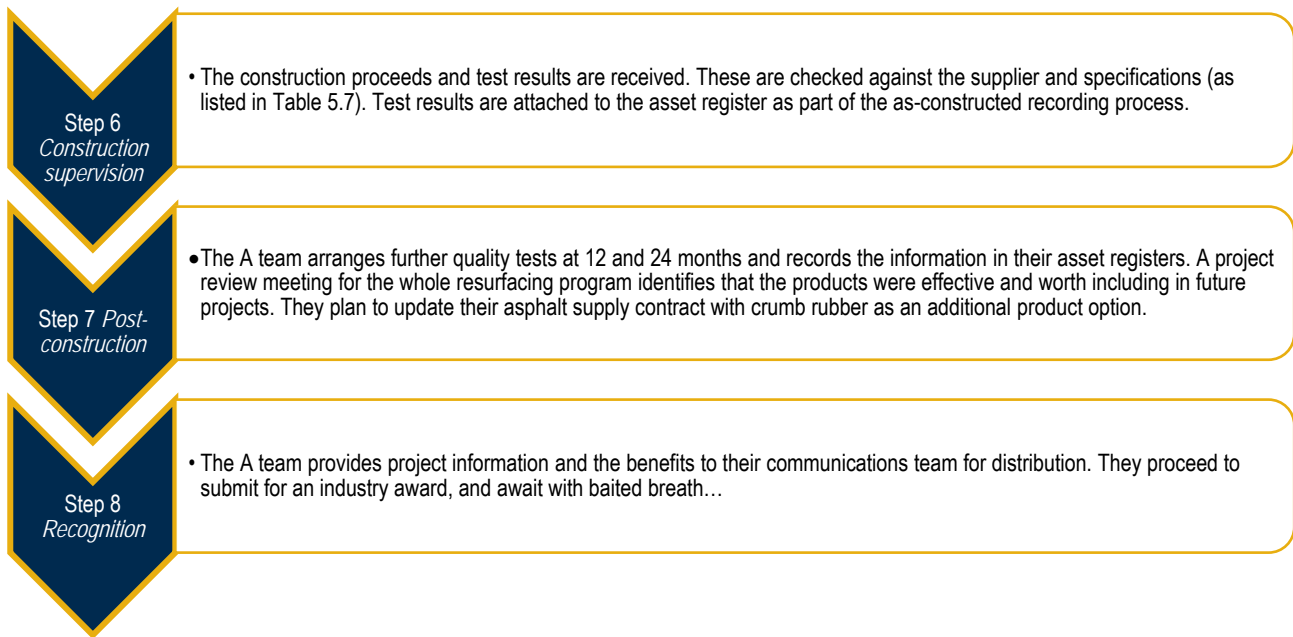 Step 6
Construction
supervision
• The construction proceeds and test results are received. These are checked against the supplier and specifications (as
listed in Table 5.7). Test results are attached to the asset register as part of the as-constructed recording process.
Step 7 Post-
construction
•The A team arranges further quality tests at 12 and 24 months and records the information in their asset registers. A project
review meeting for the whole resurfacing program identifies that the products were effective and worth including in future
projects. They plan to update their asphalt supply contract with crumb rubber as an additional product option.
Step 8
Recognition
• The A team provides project information and the benefits to their communications team for distribution. They proceed to
submit for an industry award, and await with baited breath…